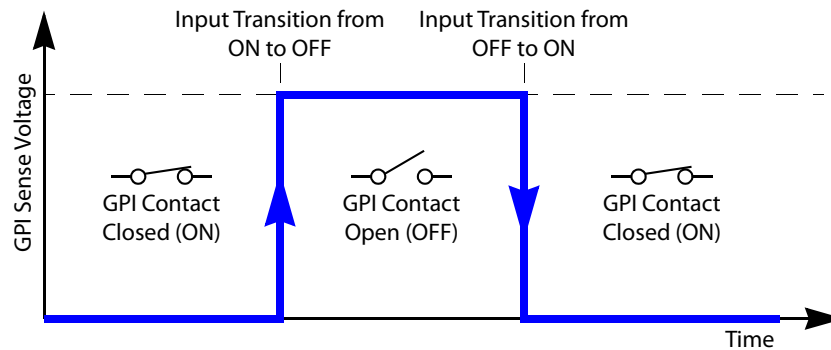 Input Transition from
ON to OFF
Input Transition from
OFF to ON
GPI Sense Voltage
GPI Contact
Closed (ON)
GPI Contact
Open (OFF)
GPI Contact
Closed (ON)
Time